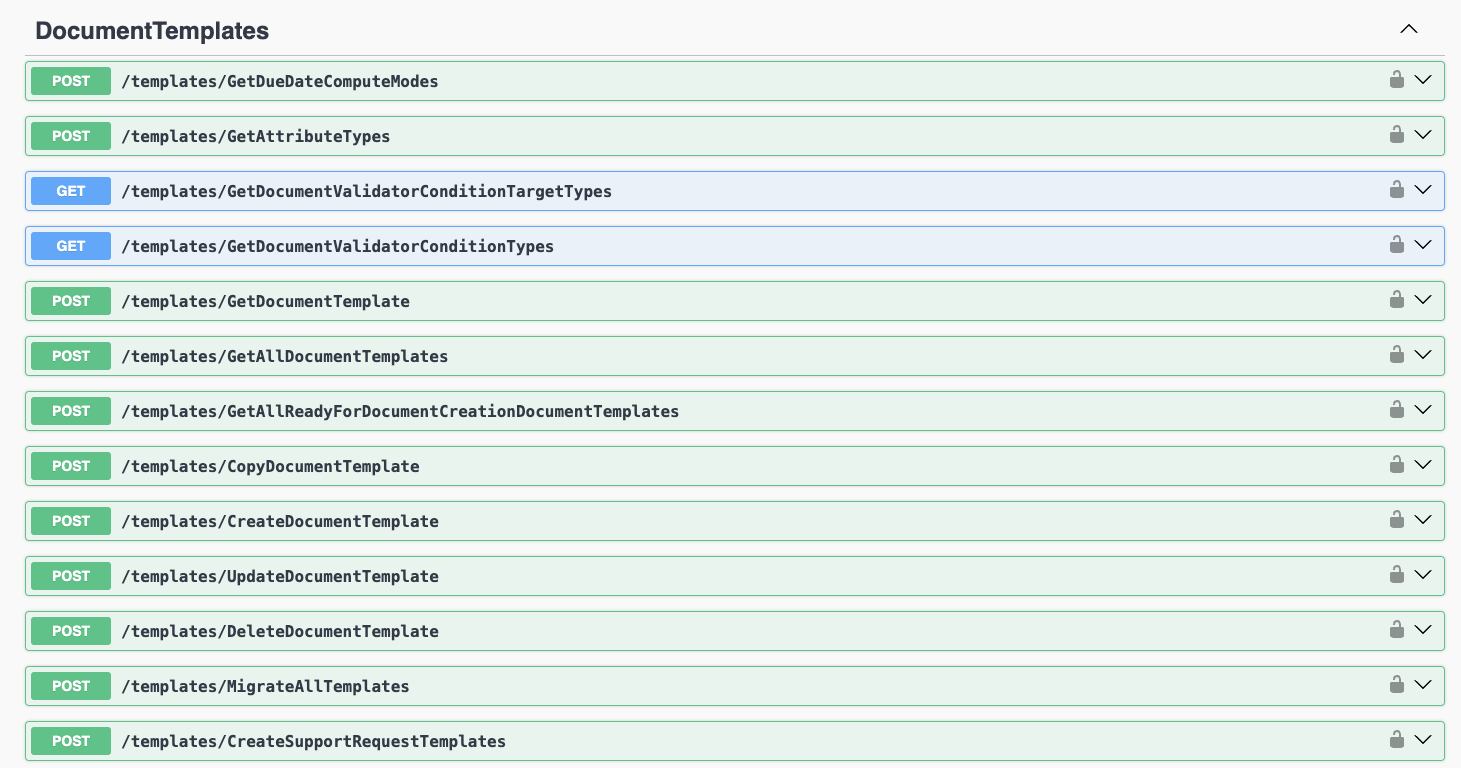 DocumentTemplates
POST /templates/GetDueDateComputeModes
POST /templates/GetAttributeTypes
GET /templates/GetDocumentValidatorConditionTargetTypes
GET /templates/GetDocumentValidatorConditionTypes
POST /templates/GetDocumentTemplate
POST /templates/GetAllDocumentTemplates
POST /templates/GetAllReadyForDocumentCreationDocumentTemplates
POST /templates/CopyDocumentTemplate
POST /templates/CreateDocumentTemplate
POST /templates/UpdateDocumentTemplate
POST /templates/DeleteDocumentTemplate
POST /templates/MigrateAllTemplates
POST /templates/CreateSupportRequestTemplates